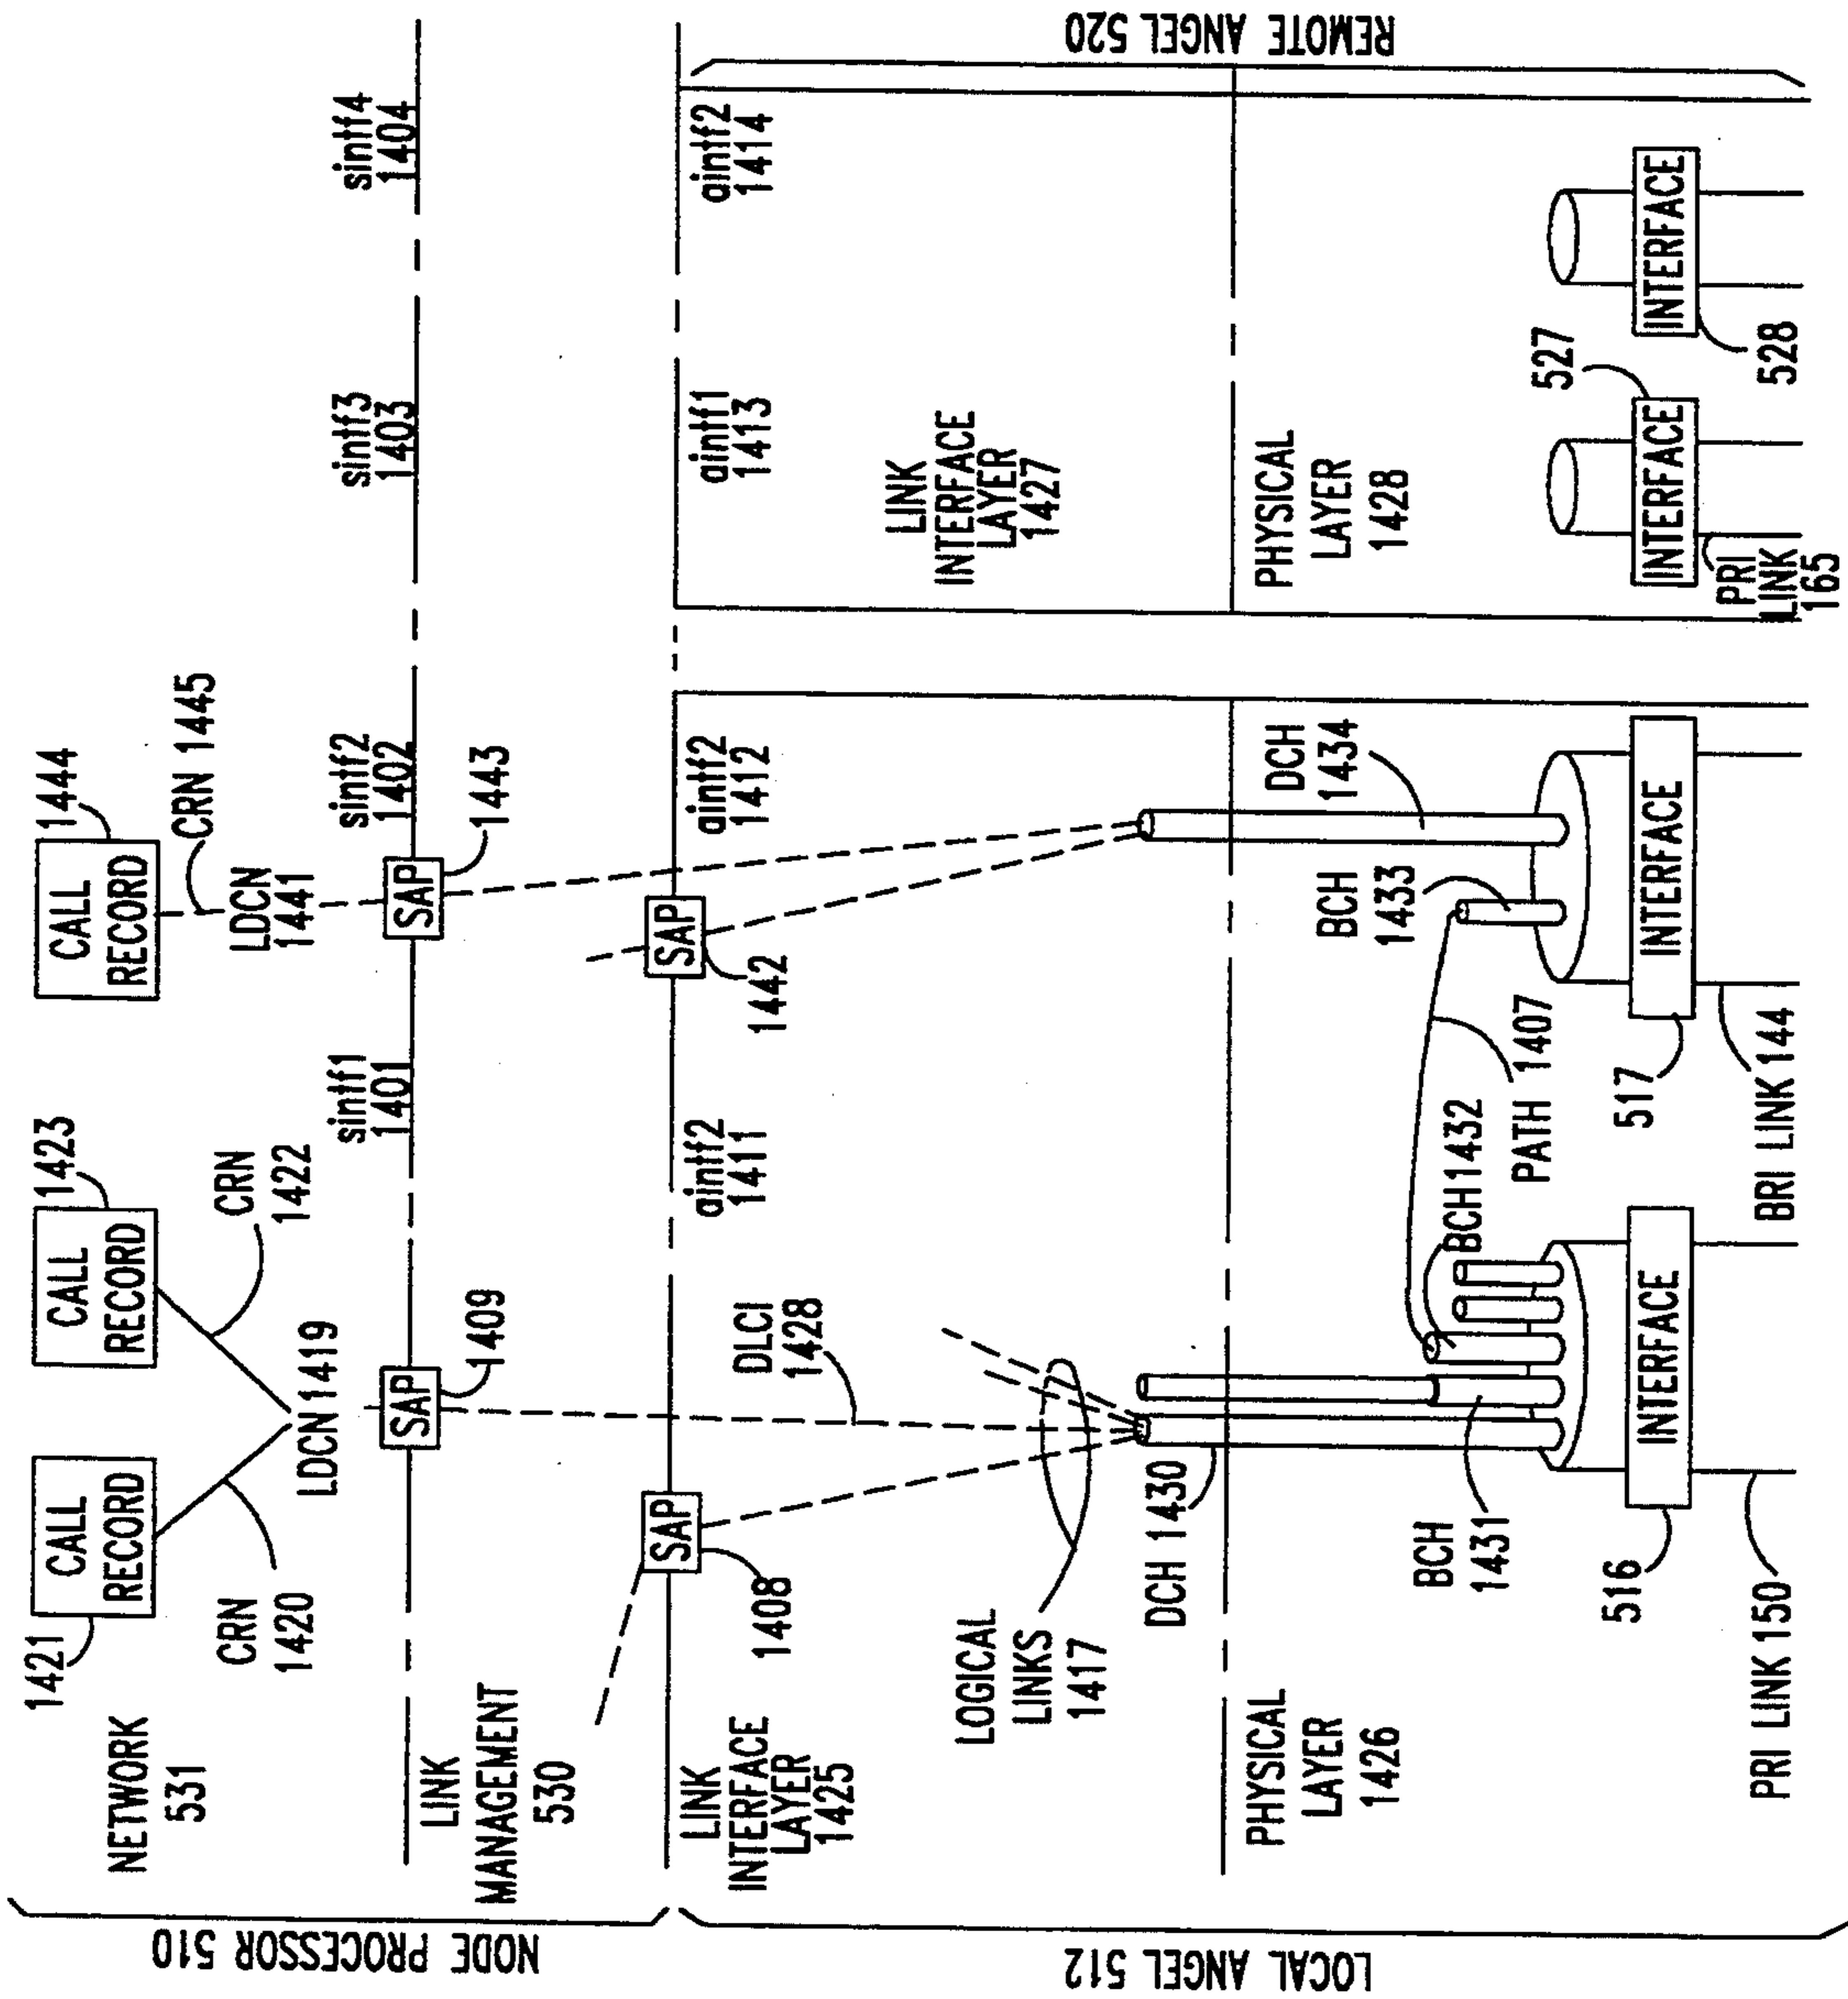 NODE PROCESSOR 510
NETWORK
531
LINK
MANAGEMENT
530
1421
CALL
RECORD
CRN
1420
CALL
RECORD
1423
CRN
1422
LDCN 1419
SAP
1409
sintf1
1401
CALL
RECORD
1444
CRN 1445
LDCN
1441
SAP
1443
sintf2
1402
sintf3
1403
sintf4
1404
LOCAL ANGEL 512
LINK
INTERFACE
LAYER
1425
SAP
1408
DLCI
1428
LOGICAL
LINKS
1417
aintf2
1411
SAP
1442
aintf2
1412
PHYSICAL
LAYER
1426
DCH 1430
BCH
1431
BCH 1432
PATH 1407
BCH
1433
DCH
1434
INTERFACE
516
PRI LINK 150
INTERFACE
517
BRI LINK 144
REMOTE ANGEL 520
aintf1
1413
aintf2
1414
LINK
INTERFACE
LAYER
1427
PHYSICAL
LAYER
1428
INTERFACE
527
PRI
LINK
165
INTERFACE
528